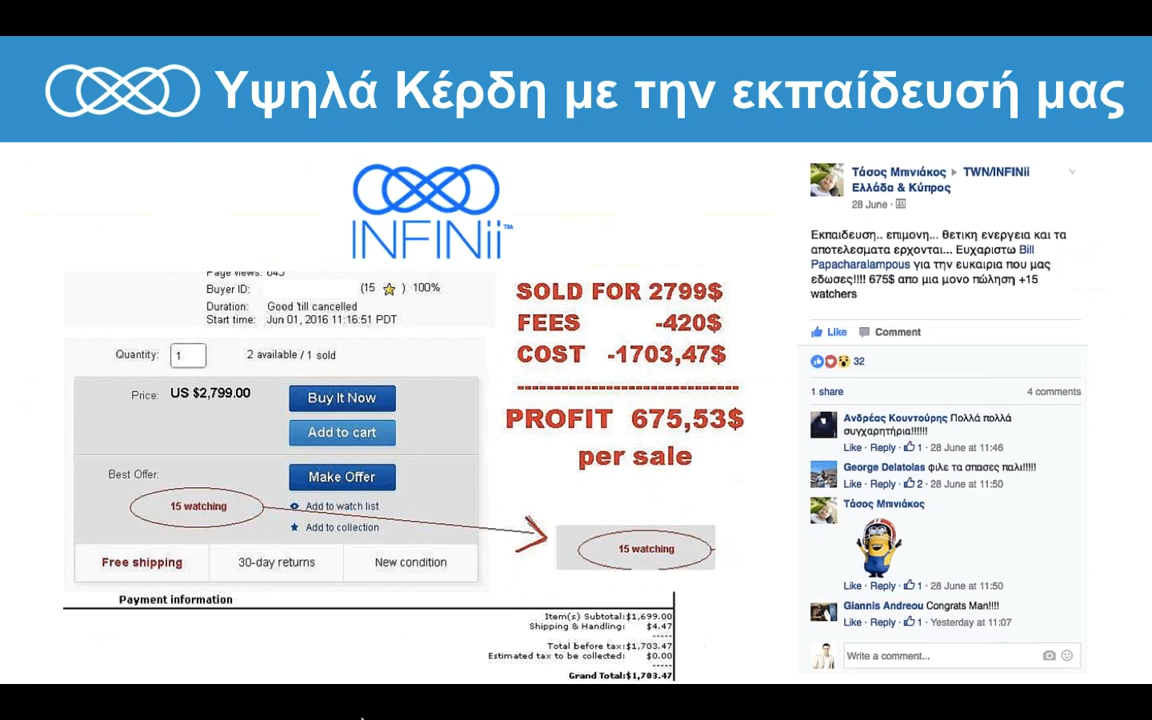 Υψηλά Κέρδη με την εκπαίδευσή μας
INFINii™
Page views: 645
Buyer ID: (15 ) 100%
Duration: Good 'till cancelled
Start time: Jun 01, 2016 11:16:51 PDT
Quantity: 1 2 available / 1 sold
Price: US $2,799.00
Buy It Now
Add to cart
Best Offer:
Make Offer
15 watching
Add to watch list
Add to collection
Free shipping 30-day returns New condition
SOLD FOR 2799$
FEES -420$
COST -1703,47$
PROFIT 675,53$
per sale
15 watching
Payment information
Item(s) Subtotal:$1,699.00
Shipping & Handling: $4.47
-----
Total before tax:$1,703.47
Estimated tax to be collected: $0.00
-----
Grand Total:$1,703.47
Τάσος Μπινιάκος ▸ TWN/INFINii
Ελλάδα & Κύπρος
28 June ·
Εκπαιδευση.. επιμονη... θετικη ενεργεια και τα
αποτελεσματα ερχονται... Ευχαριστω Bill
Papacharalampous για την ευκαιρια που μας
εδωσες!!!! 675$ απο μια μονο πώληση +15
watchers
Like Comment
32
1 share 4 comments
Ανδρέας Κουντούρης Πολλά πολλά
συγχαρητήρια!!!!!!
Like · Reply · 1 · 28 June at 11:46
George Delatolas φιλε τα σπασες παλι!!!!!
Like · Reply · 2 · 28 June at 11:50
Τάσος Μπινιάκος
Like · Reply · 1 · 28 June at 11:50
Giannis Andreou Congrats Man!!!!
Like · Reply · 1 · Yesterday at 11:07
Write a comment...